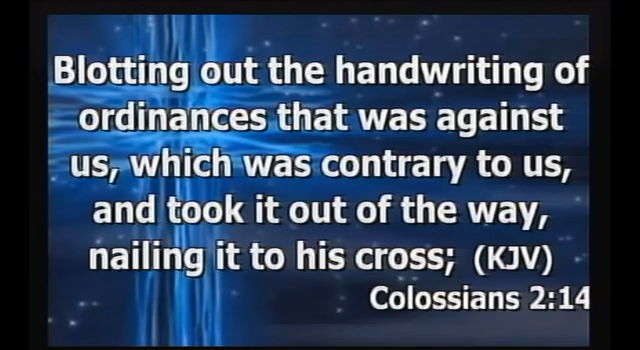 Blotting out the handwriting of
ordinances that was against
us, which was contrary to us,
and took it out of the way,
nailing it to his cross; (KJV)
Colossians 2:14